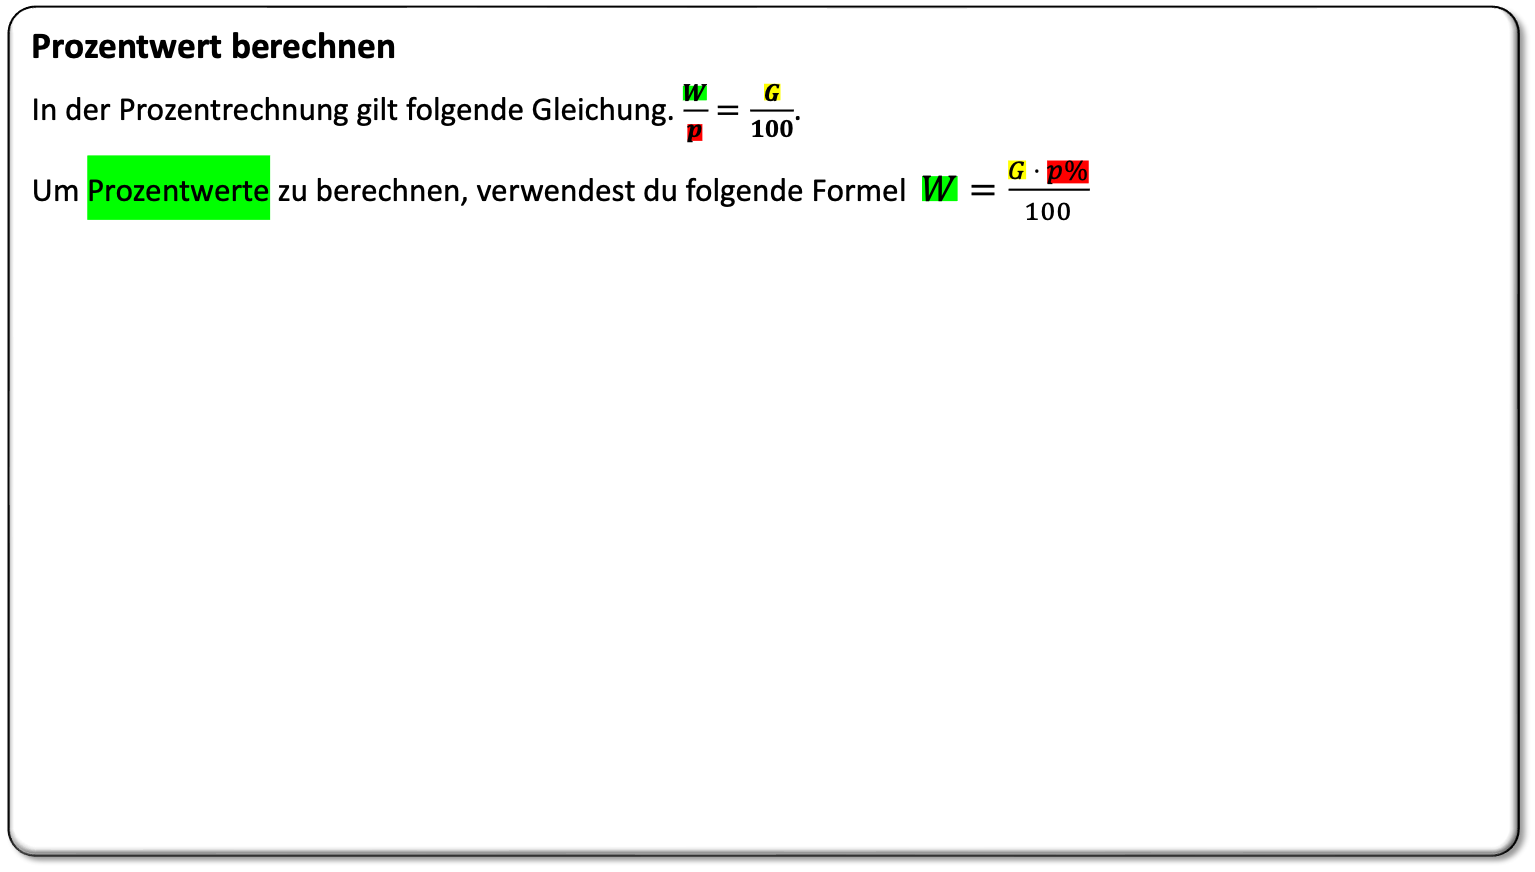 Prozentwert berechnen
In der Prozentrechnung gilt folgende Gleichung. W/p = G/100.
Um Prozentwerte zu berechnen, verwendest du folgende Formel W = G · p%/100